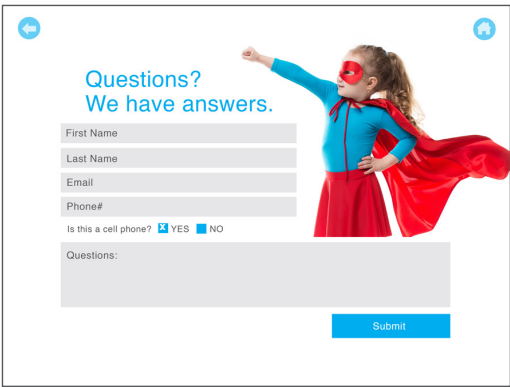 Questions?
We have answers.
First Name
Last Name
Email
Phone#
Is this a cell phone? X YES NO
Questions:
Submit